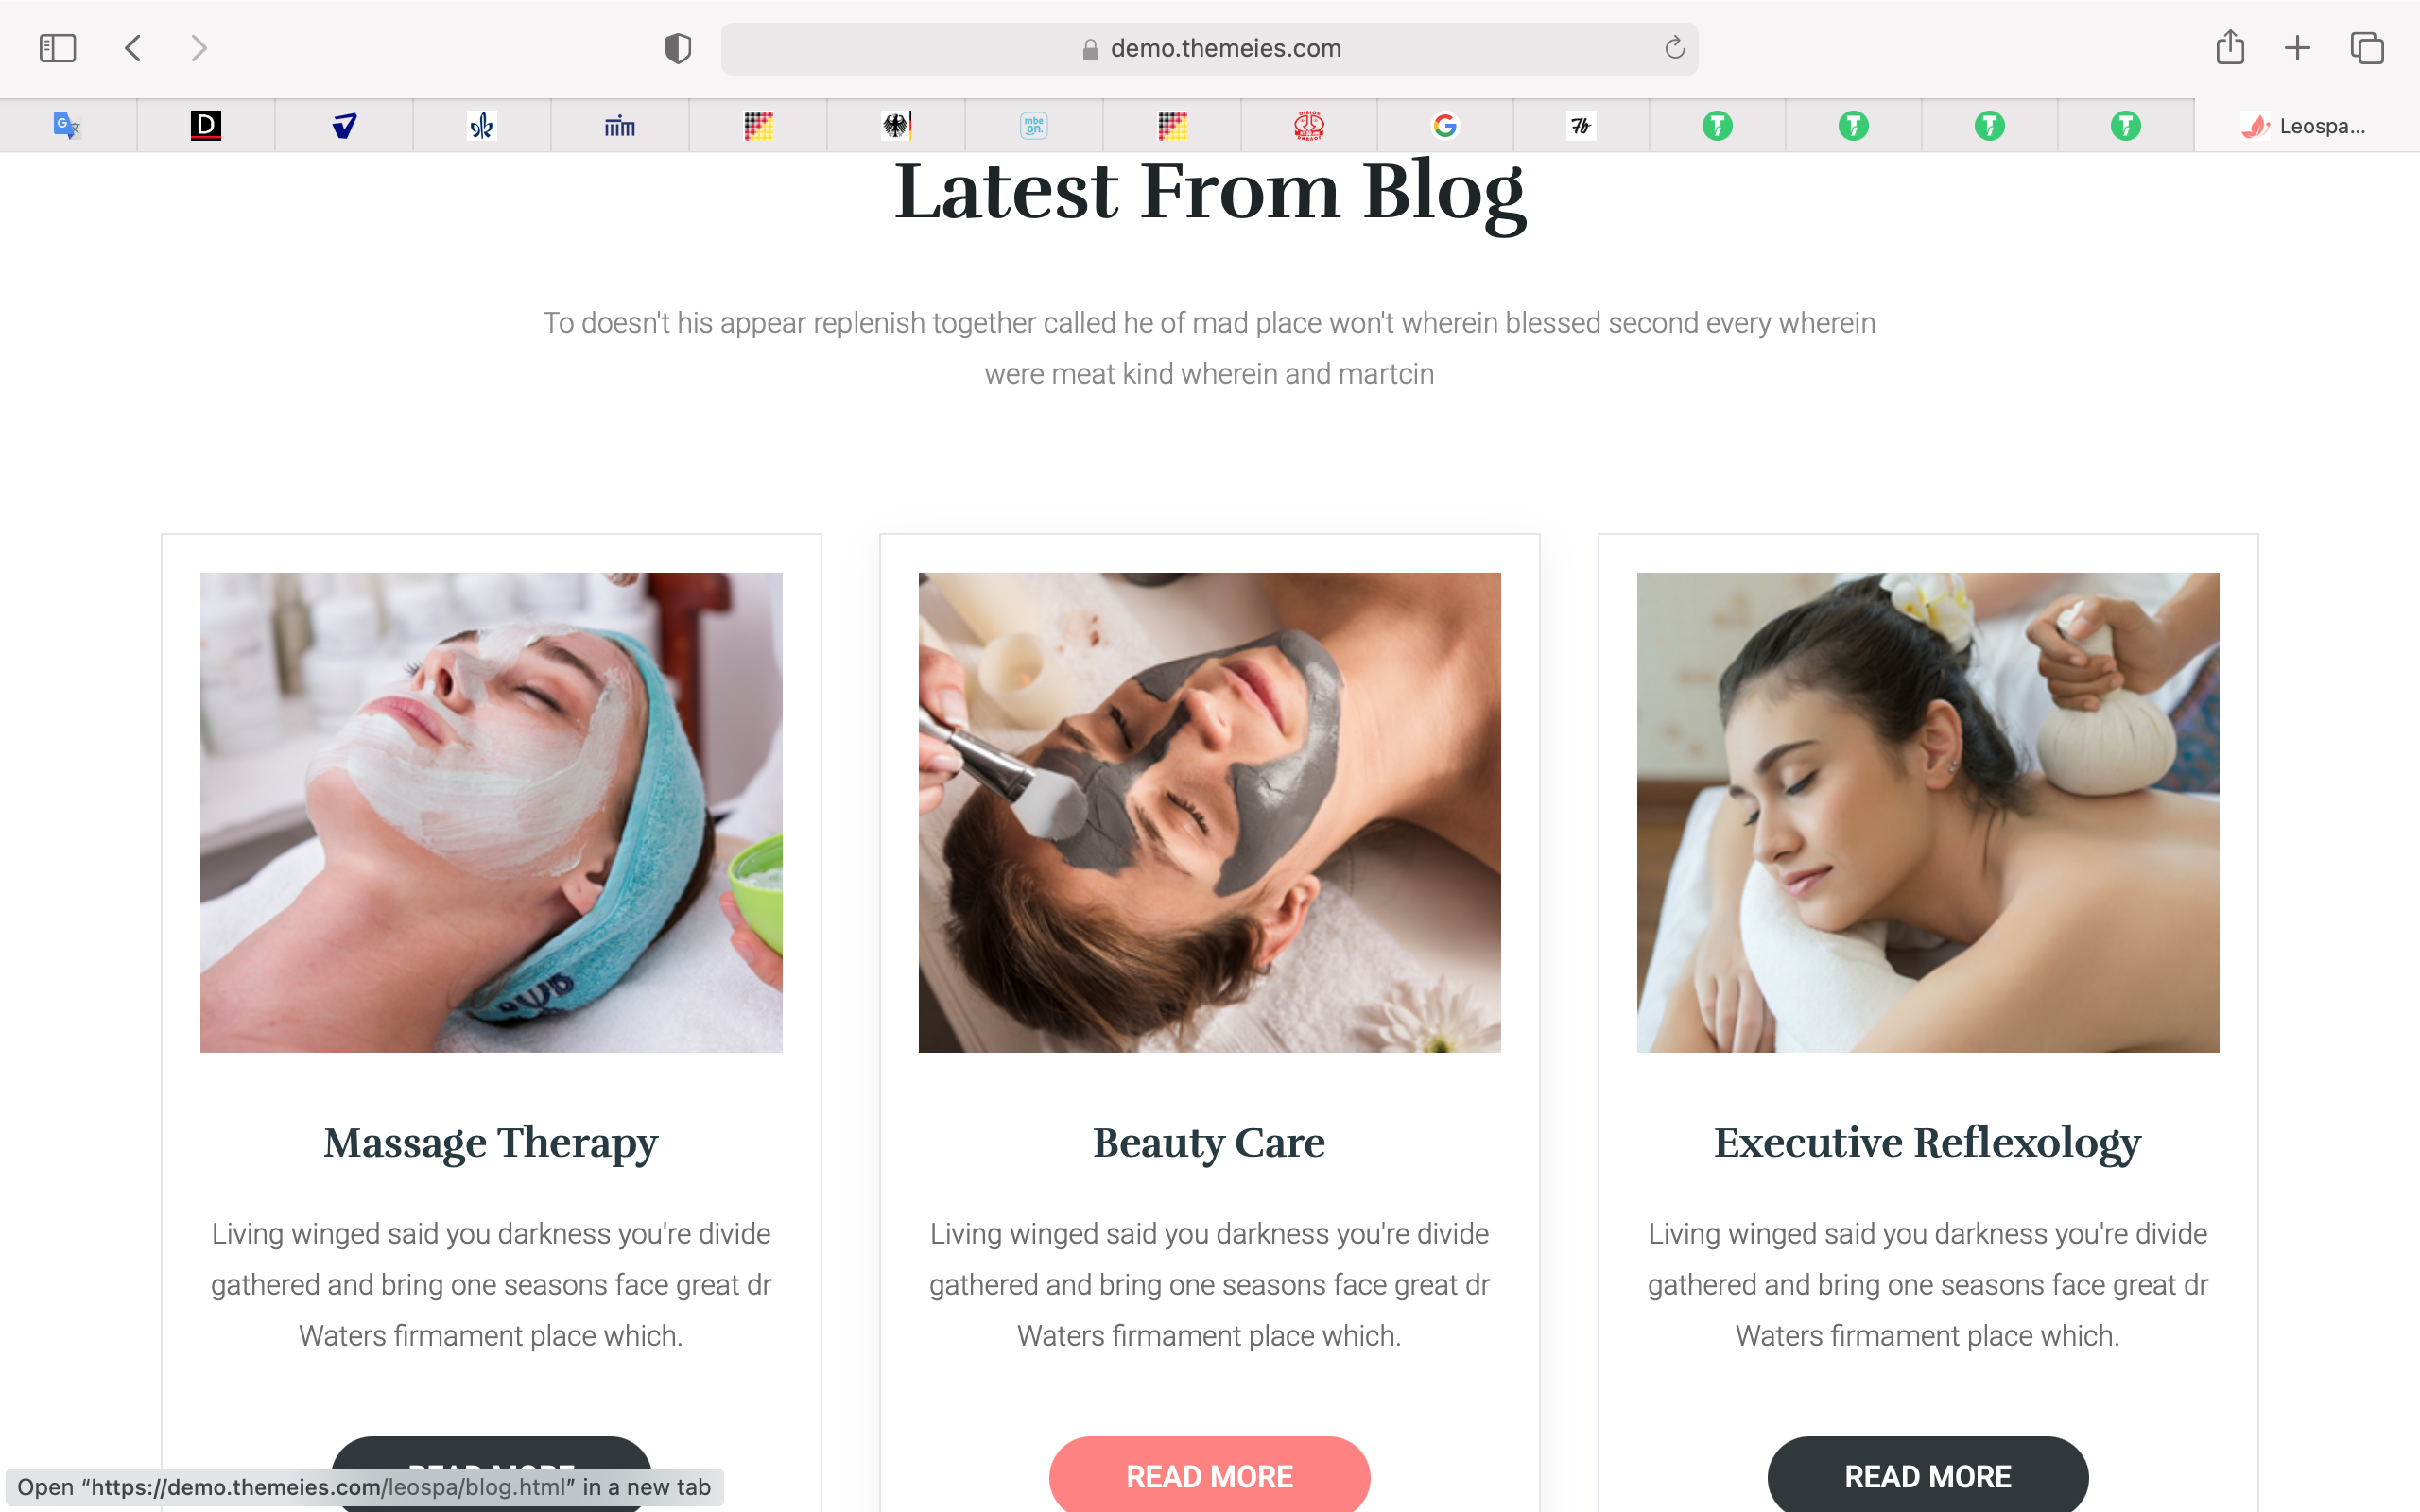 demo.themeies.com
D
mbe
on.
Leospa...
Latest From Blog
To doesn't his appear replenish together called he of mad place won't wherein blessed second every wherein
were meat kind wherein and martcin
Massage Therapy
Living winged said you darkness you're divide
gathered and bring one seasons face great dr
Waters firmament place which.
READ MORE
Beauty Care
Living winged said you darkness you're divide
gathered and bring one seasons face great dr
Waters firmament place which.
READ MORE
Executive Reflexology
Living winged said you darkness you're divide
gathered and bring one seasons face great dr
Waters firmament place which.
READ MORE
Open “https://demo.themeies.com/leospa/blog.html” in a new tab